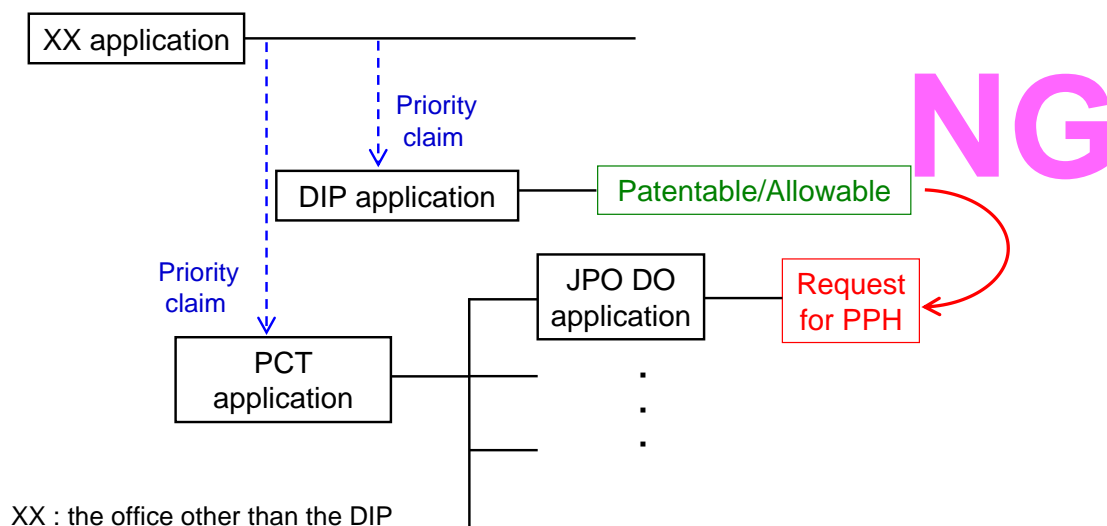 XX application
NG
Priority
claim
DIP application
Patentable/Allowable
Priority
claim
JPO DO
application
Request
for PPH
PCT
application
XX : the office other than the DIP